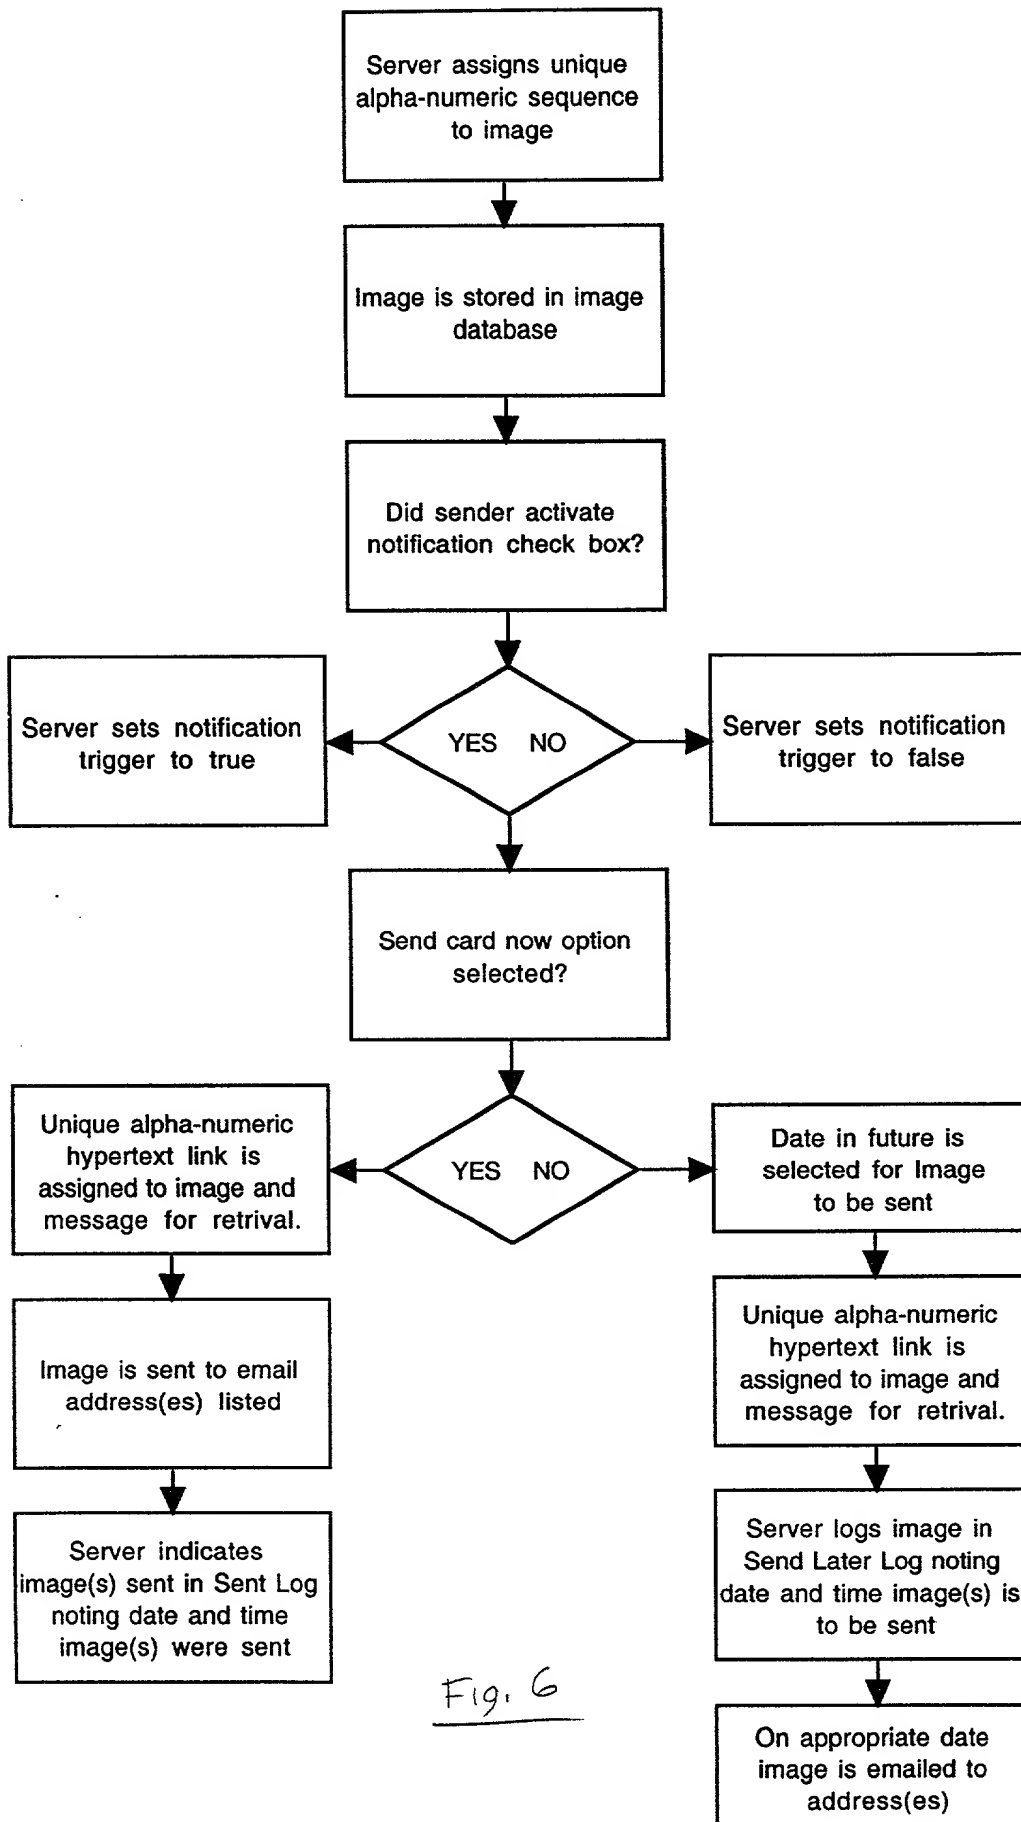 Server assigns unique
alpha-numeric sequence
to image
Image is stored in image
database
Did sender activate
notification check box?
Server sets notification
trigger to true
YES NO
Server sets notification
trigger to false
Send card now option
selected?
Unique alpha-numeric
hypertext link is
assigned to image and
message for retrival.
YES NO
Date in future is
selected for Image
to be sent
Image is sent to email
address(es) listed
Unique alpha-numeric
hypertext link is
assigned to image and
message for retrival.
Server indicates
image(s) sent in Sent Log
noting date and time
image(s) were sent
Server logs image in
Send Later Log noting
date and time image(s) is
to be sent
On appropriate date
image is emailed to
address(es)
Fig. 6